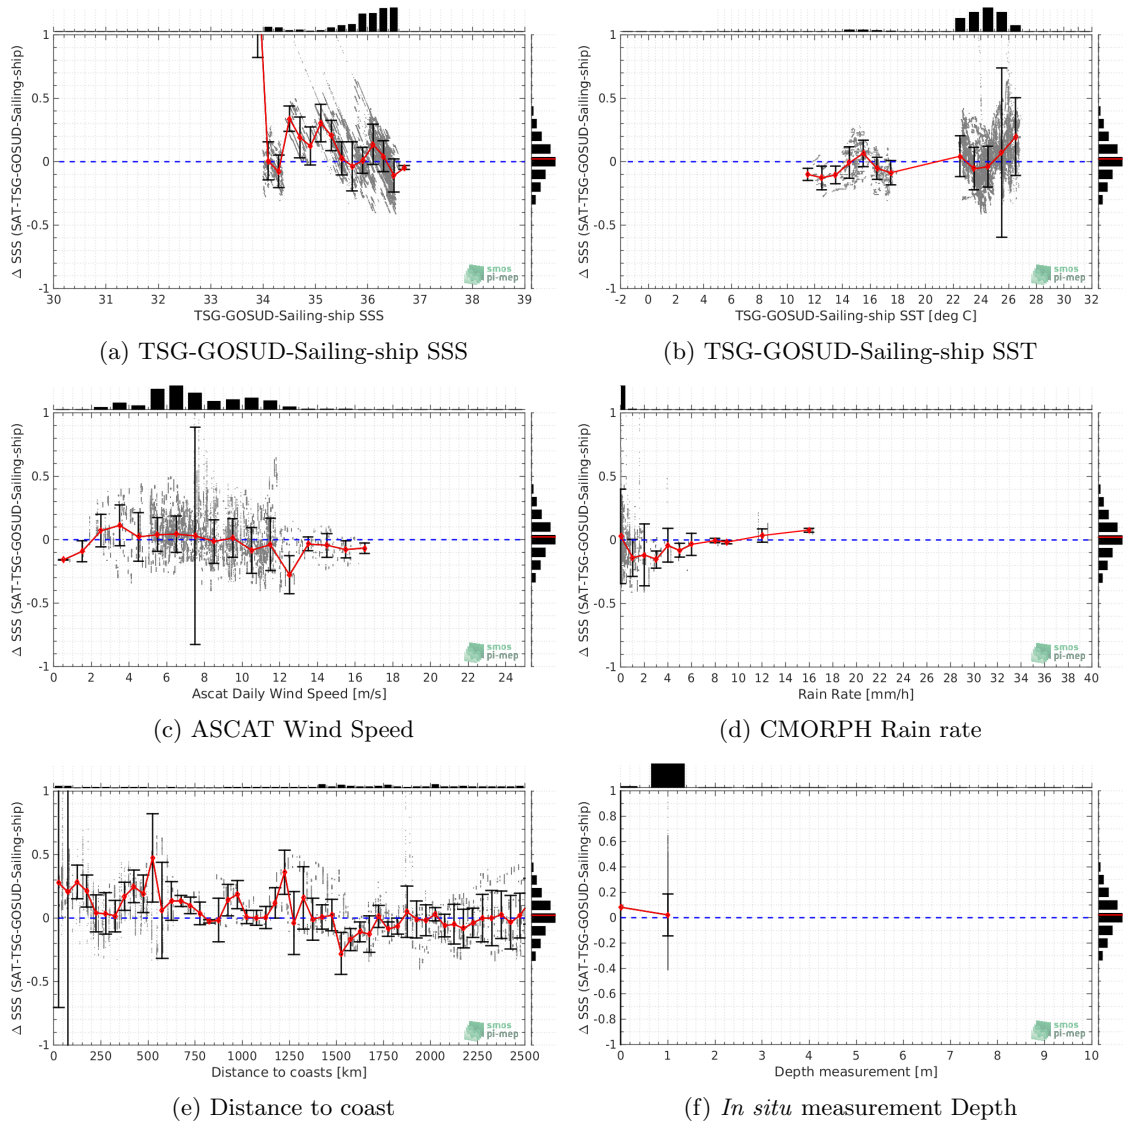 Δ SSS (SAT-TSG-GOSUD-Sailing-ship)
1
0.5
0
-0.5
-1
30 31 32 33 34 35 36 37 38 39
TSG-GOSUD-Sailing-ship SSS
smos
pi-mep
(a) TSG-GOSUD-Sailing-ship SSS
Δ SSS (SAT-TSG-GOSUD-Sailing-ship)
1
0.5
0
-0.5
-1
-2 0 2 4 6 8 10 12 14 16 18 20 22 24 26 28 30 32
TSG-GOSUD-Sailing-ship SST [deg C]
smos
pi-mep
(b) TSG-GOSUD-Sailing-ship SST
Δ SSS (SAT-TSG-GOSUD-Sailing-ship)
1
0.5
0
-0.5
-1
0 2 4 6 8 10 12 14 16 18 20 22 24
Ascat Daily Wind Speed [m/s]
smos
pi-mep
(c) ASCAT Wind Speed
Δ SSS (SAT-TSG-GOSUD-Sailing-ship)
1
0.5
0
-0.5
-1
0 2 4 6 8 10 12 14 16 18 20 22 24 26 28 30 32 34 36 38 40
Rain Rate [mm/h]
smos
pi-mep
(d) CMORPH Rain rate
Δ SSS (SAT-TSG-GOSUD-Sailing-ship)
1
0.5
0
-0.5
-1
0 250 500 750 1000 1250 1500 1750 2000 2250 2500
Distance to coasts [km]
smos
pi-mep
(e) Distance to coast
Δ SSS (SAT-TSG-GOSUD-Sailing-ship)
1
0.8
0.6
0.4
0.2
0
-0.2
-0.4
-0.6
-0.8
-1
0 1 2 3 4 5 6 7 8 9 10
Depth measurement [m]
smos
pi-mep
(f) In situ measurement Depth